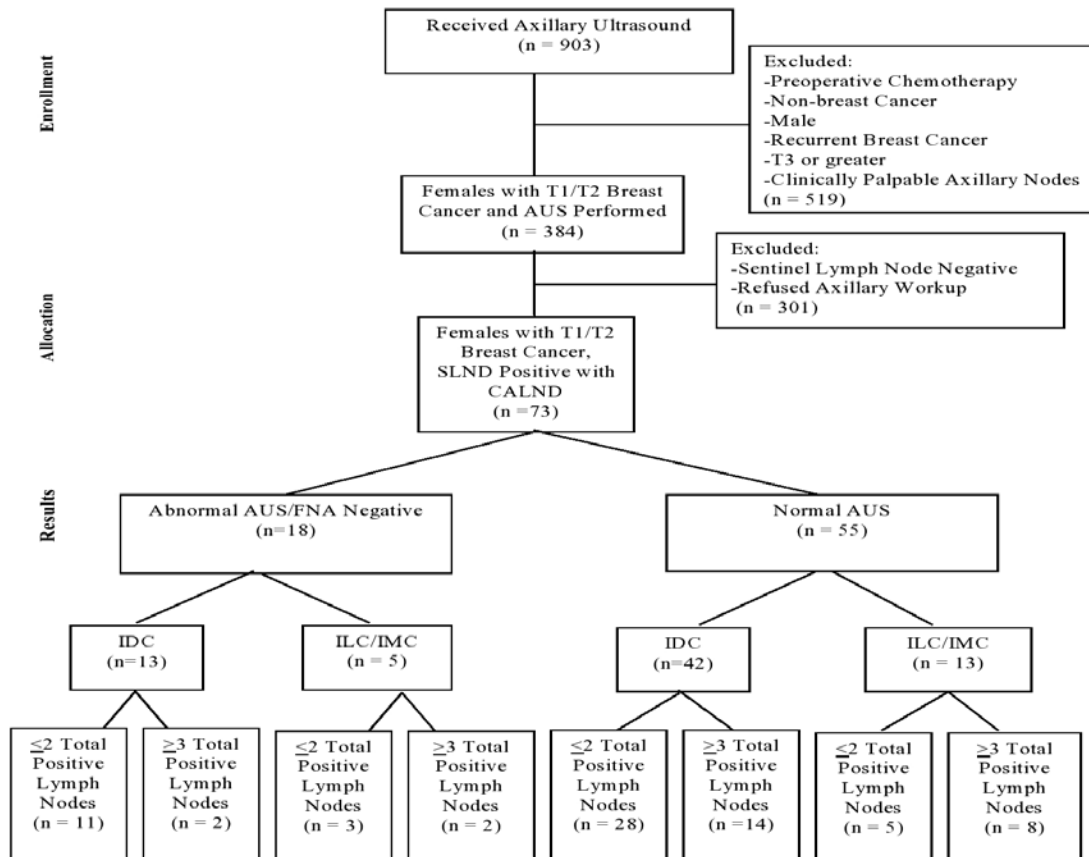 Enrollment
Received Axillary Ultrasound
(n = 903)
Excluded:
-Preoperative Chemotherapy
-Non-breast Cancer
-Male
-Recurrent Breast Cancer
-T3 or greater
-Clinically Palpable Axillary Nodes
(n = 519)
Females with T1/T2 Breast
Cancer and AUS Performed
(n = 384)
Excluded:
-Sentinel Lymph Node Negative
-Refused Axillary Workup
(n = 301)
Allocation
Females with T1/T2
Breast Cancer,
SLND Positive with
CALND
(n =73)
Results
Abnormal AUS/FNA Negative
(n=18)
Normal AUS
(n = 55)
IDC
(n=13)
ILC/IMC
(n = 5)
IDC
(n=42)
ILC/IMC
(n = 13)
≤2 Total
Positive
Lymph
Nodes
(n = 11)
≥3 Total
Positive
Lymph
Nodes
(n = 2)
≤2 Total
Positive
Lymph
Nodes
(n = 3)
≥3 Total
Positive
Lymph
Nodes
(n = 2)
≤2 Total
Positive
Lymph
Nodes
(n = 28)
≥3 Total
Positive
Lymph
Nodes
(n =14)
≤2 Total
Positive
Lymph
Nodes
(n = 5)
≥3 Total
Positive
Lymph
Nodes
(n = 8)